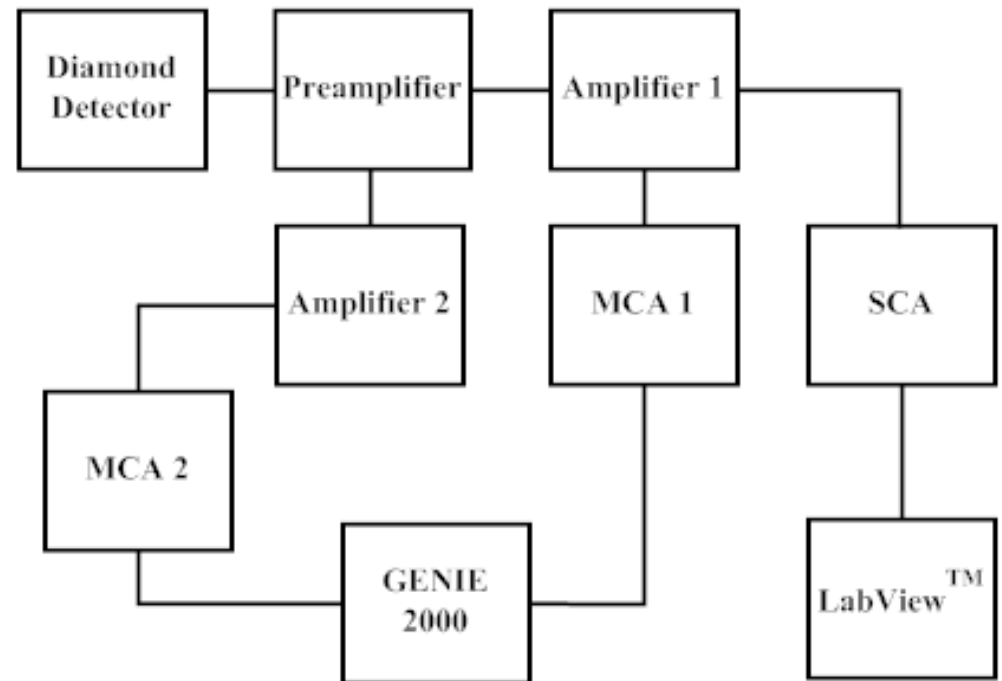 Diamond
Detector
Preamplifier
Amplifier 1
Amplifier 2
MCA 1
SCA
MCA 2
GENIE
2000
LabView™